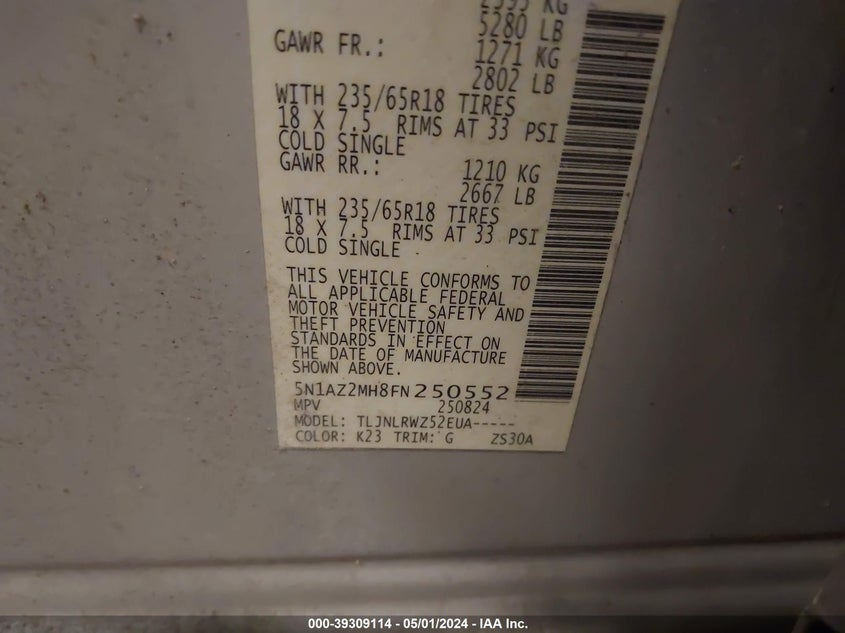 2395 KG
5280 LB
GAWR FR.: 1271 KG
2802 LB
WITH 235/65R18 TIRES
18 X 7.5 RIMS AT 33 PSI
COLD SINGLE
GAWR RR.: 1210 KG
2667 LB
WITH 235/65R18 TIRES
18 X 7.5 RIMS AT 33 PSI
COLD SINGLE
THIS VEHICLE CONFORMS TO
ALL APPLICABLE FEDERAL
MOTOR VEHICLE SAFETY AND
THEFT PREVENTION
STANDARDS IN EFFECT ON
THE DATE OF MANUFACTURE
SHOWN ABOVE.
5N1AZ2MH8FN250552
MPV 250824
MODEL: TLJNLRWZ52EUA-----
COLOR: K23 TRIM: G ZS30A
000-39309114 - 05/01/2024 - IAA Inc.